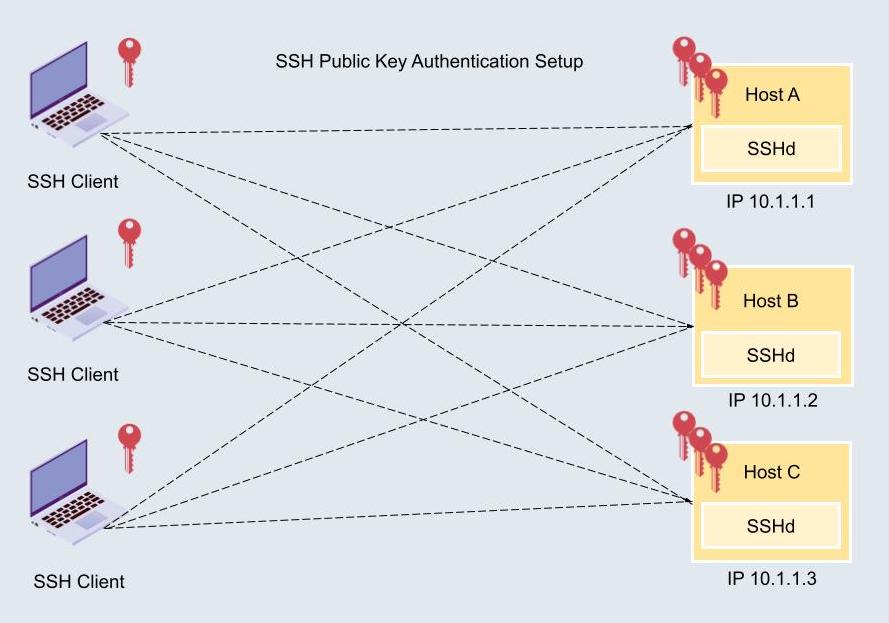 SSH Public Key Authentication Setup
Host A
SSHd
SSH Client
IP 10.1.1.1
Host B
SSHd
SSH Client
IP 10.1.1.2
Host C
SSHd
SSH Client
IP 10.1.1.3